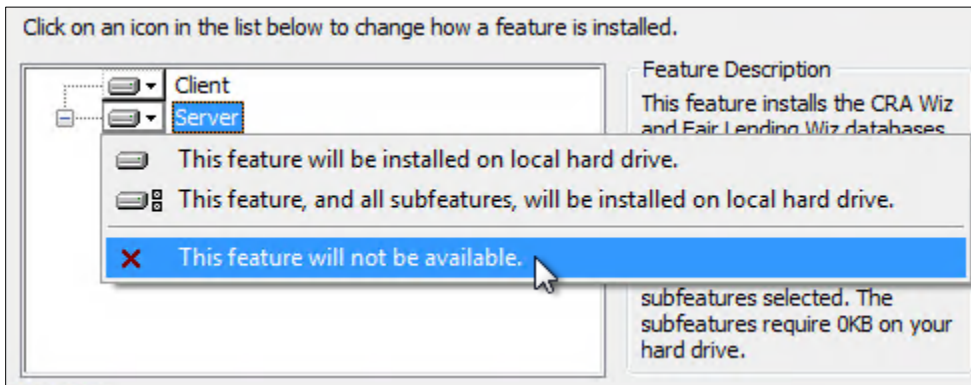 Click on an icon in the list below to change how a feature is installed.
Client
Server
Feature Description
This feature installs the CRA Wiz
and Fair Lending Wiz databases
This feature will be installed on local hard drive.
This feature, and all subfeatures, will be installed on local hard drive.
This feature will not be available.
subfeatures selected. The
subfeatures require 0KB on your
hard drive.